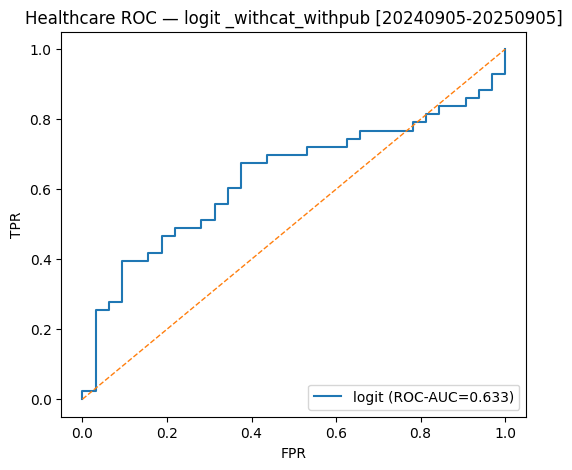 Healthcare ROC — logit _withcat_withpub [20240905-20250905]
1.0
0.8
0.6
0.4
0.2
0.0
TPR
0.0 0.2 0.4 0.6 0.8 1.0
FPR
logit (ROC-AUC=0.633)